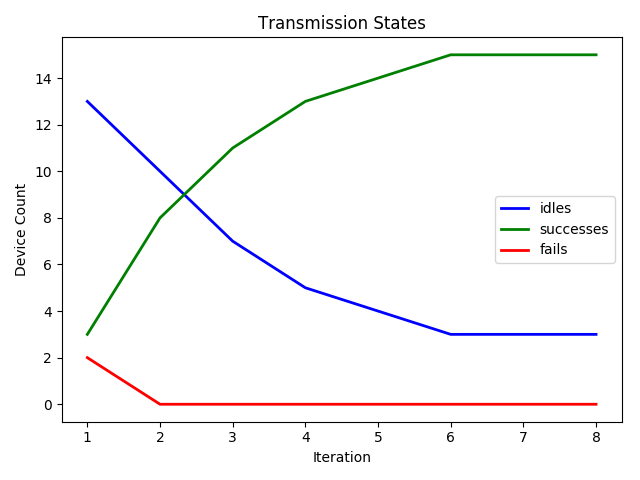 Transmission States
Device Count
14
12
10
8
6
4
2
0
idles
successes
fails
1 2 3 4 5 6 7 8
Iteration